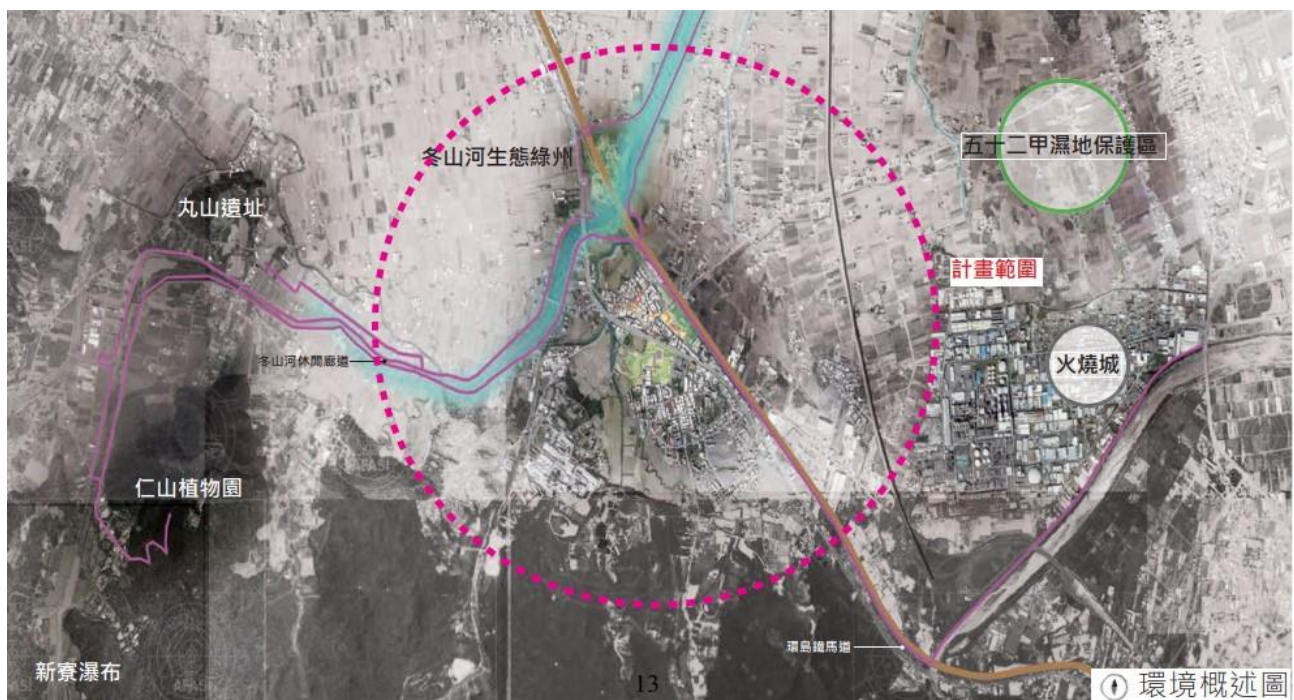 五十二甲濕地保護區
冬山河生態綠州
丸山遺址
計畫範圍
冬山河休閒廊道
火燒城
仁山植物園
環島鐵馬道
新寮瀑布
13
環境概述圖